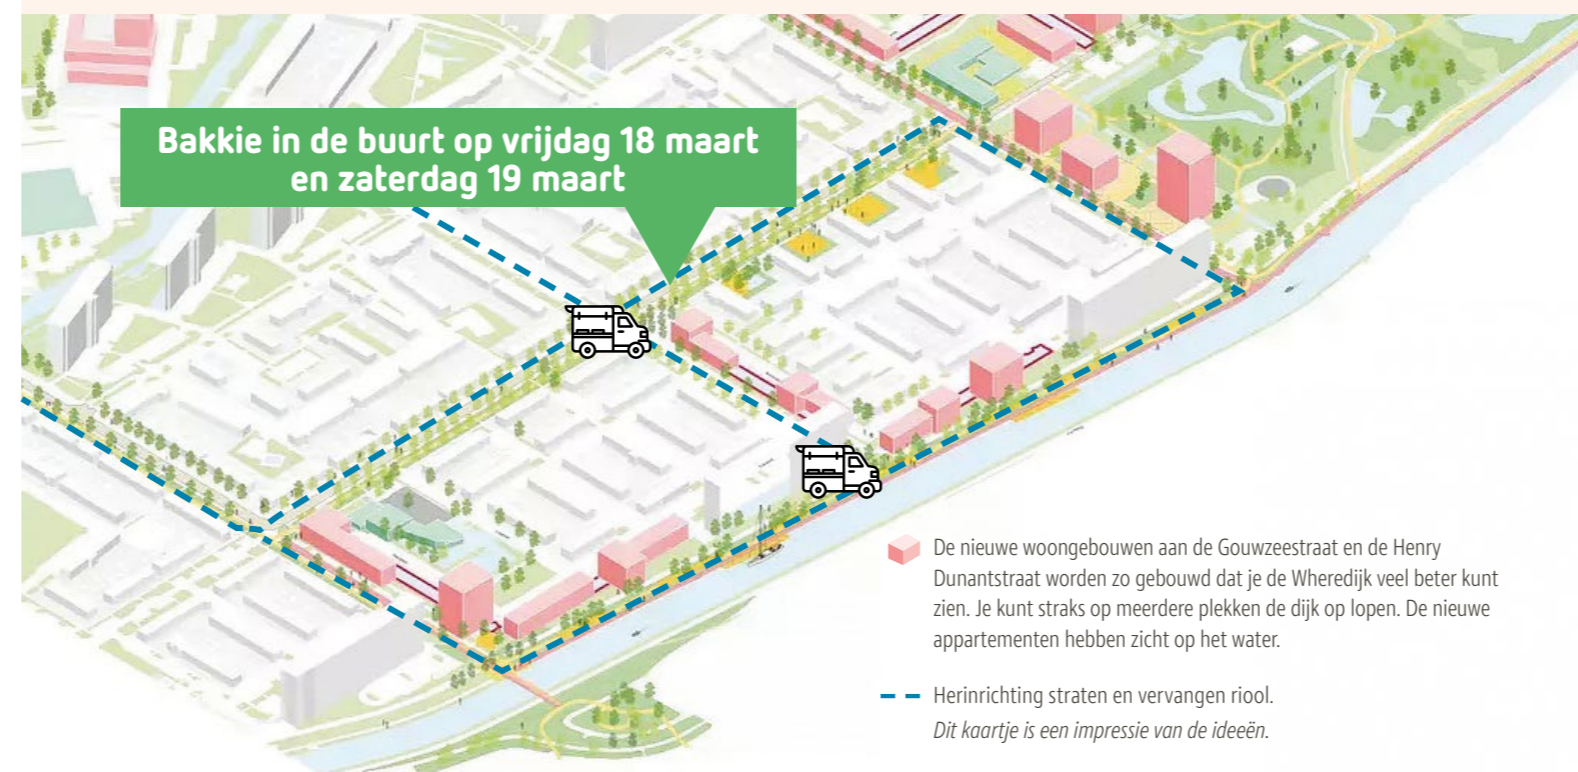 Bakkie in de buurt op vrijdag 18 maart
en zaterdag 19 maart
De nieuwe woongebouwen aan de Gouwzeestraat en de Henry
Dunantstraat worden zo gebouwd dat je de Wheredijk veel beter kunt
zien. Je kunt straks op meerdere plekken de dijk op lopen. De nieuwe
appartementen hebben zicht op het water.
Herinrichting straten en vervangen riool.
Dit kaartje is een impressie van de ideeën.